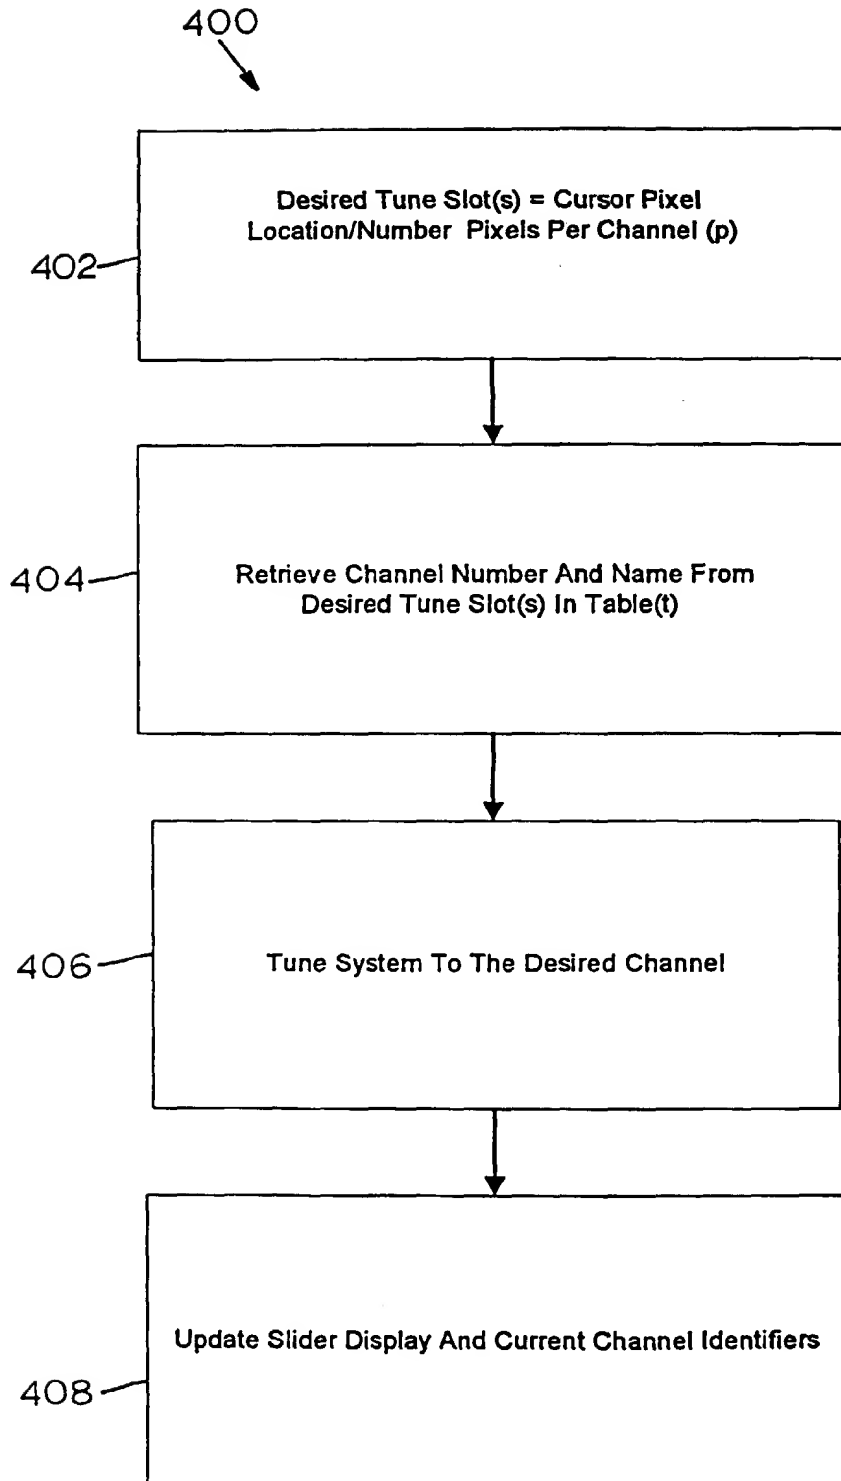 400
Desired Tune Slot(s) = Cursor Pixel
Location/Number Pixels Per Channel (p)
402
Retrieve Channel Number And Name From
Desired Tune Slot(s) In Table(t)
404
Tune System To The Desired Channel
406
Update Slider Display And Current Channel Identifiers
408